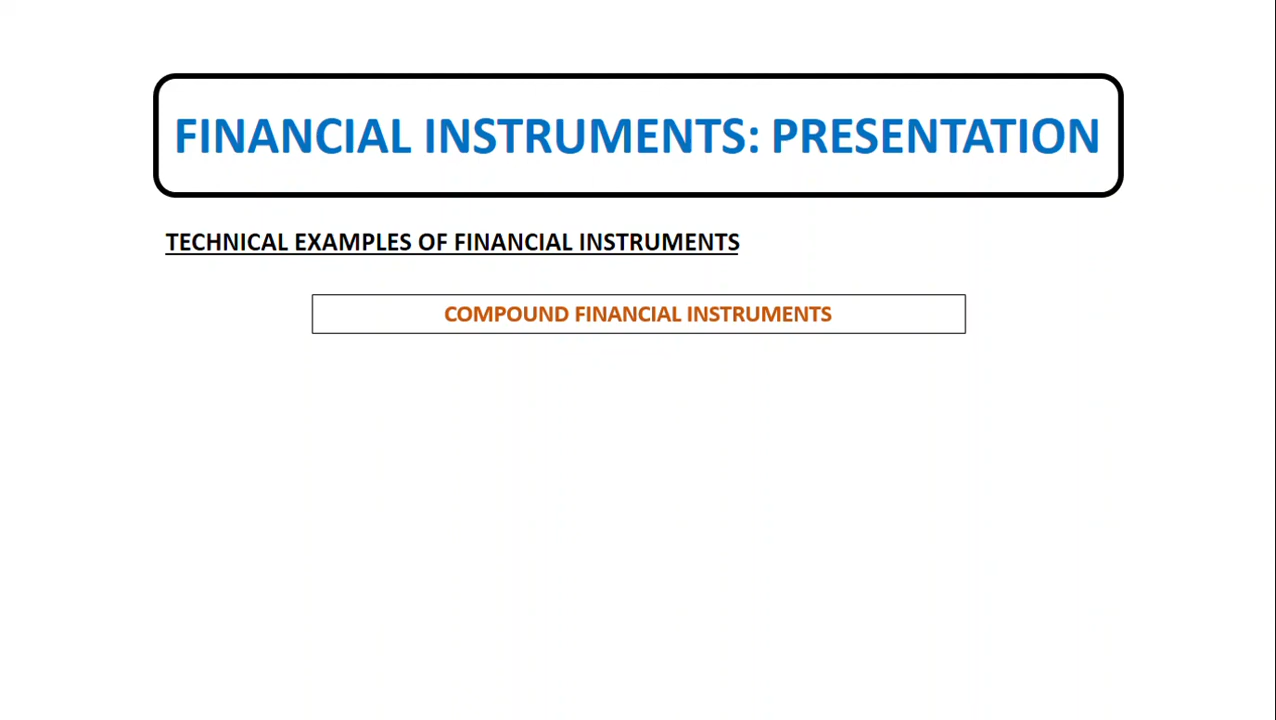 FINANCIAL INSTRUMENTS: PRESENTATION
TECHNICAL EXAMPLES OF FINANCIAL INSTRUMENTS
COMPOUND FINANCIAL INSTRUMENTS